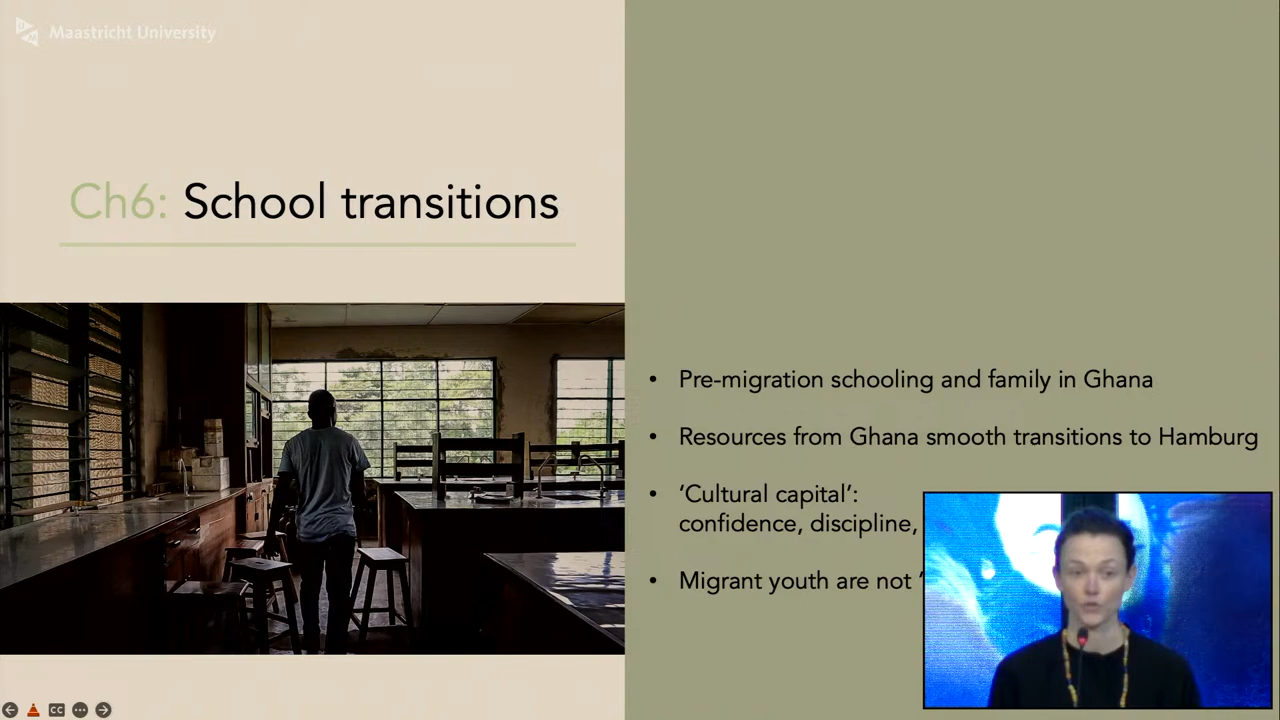 Maastricht University
Ch6: School transitions
• Pre-migration schooling and family in Ghana
• Resources from Ghana smooth transitions to Hamburg
• ‘Cultural capital’:
confidence, discipline,
• Migrant youth are not ‘
CC